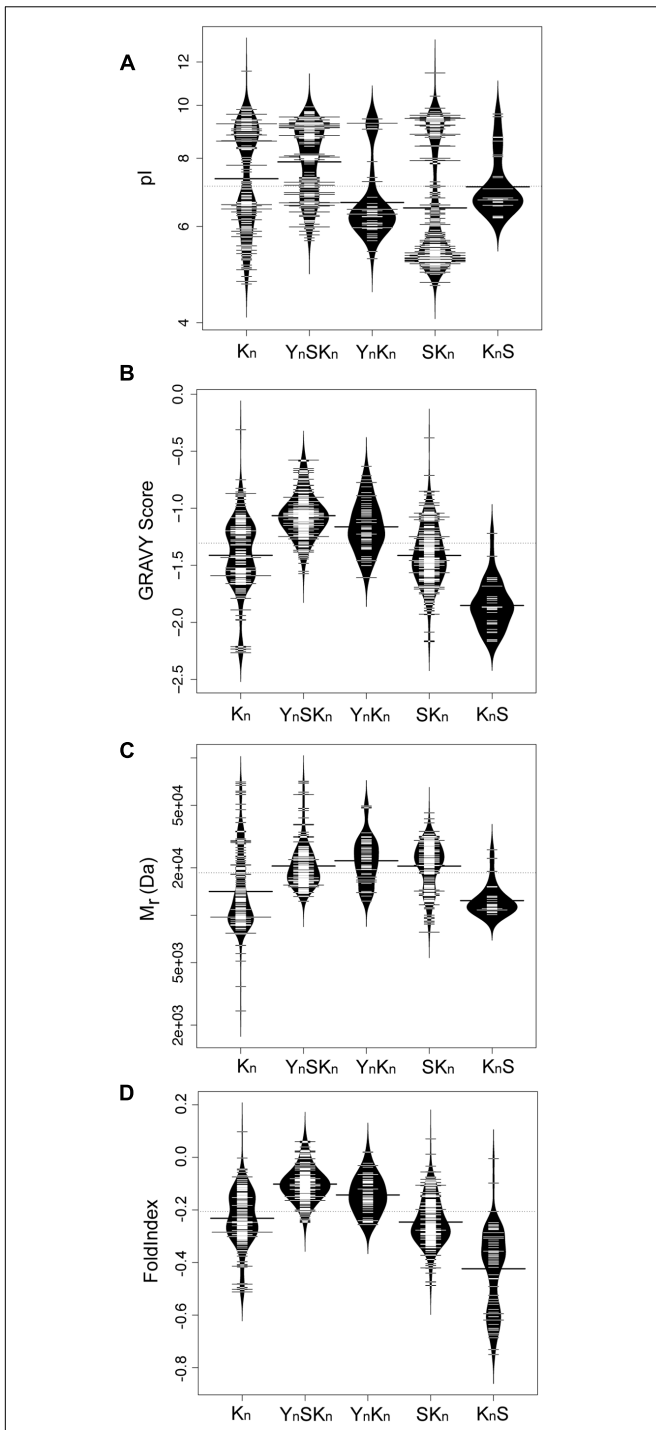 A
pI
12
10
8
6
4
Kn YnSKn YnKn SKn KnS
B
GRAVY Score
0.0
−0.5
−1.0
−1.5
−2.0
−2.5
Kn YnSKn YnKn SKn KnS
C
Mr (Da)
5e+04
2e+04
5e+03
2e+03
Kn YnSKn YnKn SKn KnS
D
FoldIndex
0.2
0.0
−0.2
−0.4
−0.6
−0.8
Kn YnSKn YnKn SKn KnS